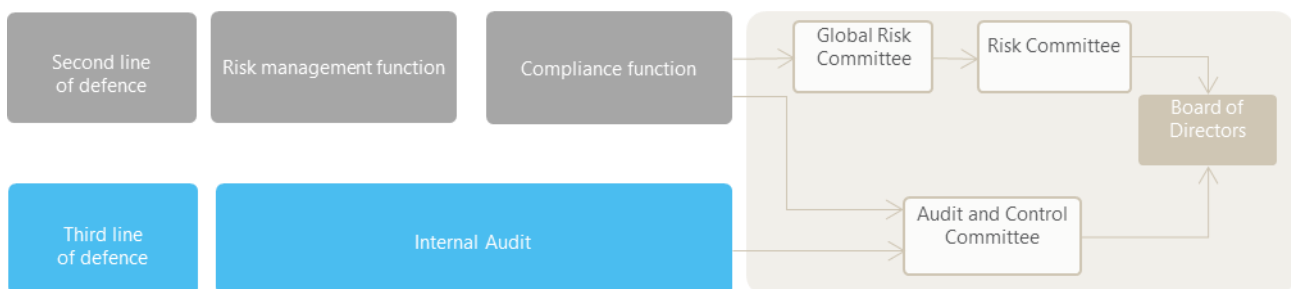 Second line
of defence
Risk management function
Compliance function
Global Risk
Committee
Risk Committee
Board of
Directors
Third line
of defence
Internal Audit
Audit and Control
Committee